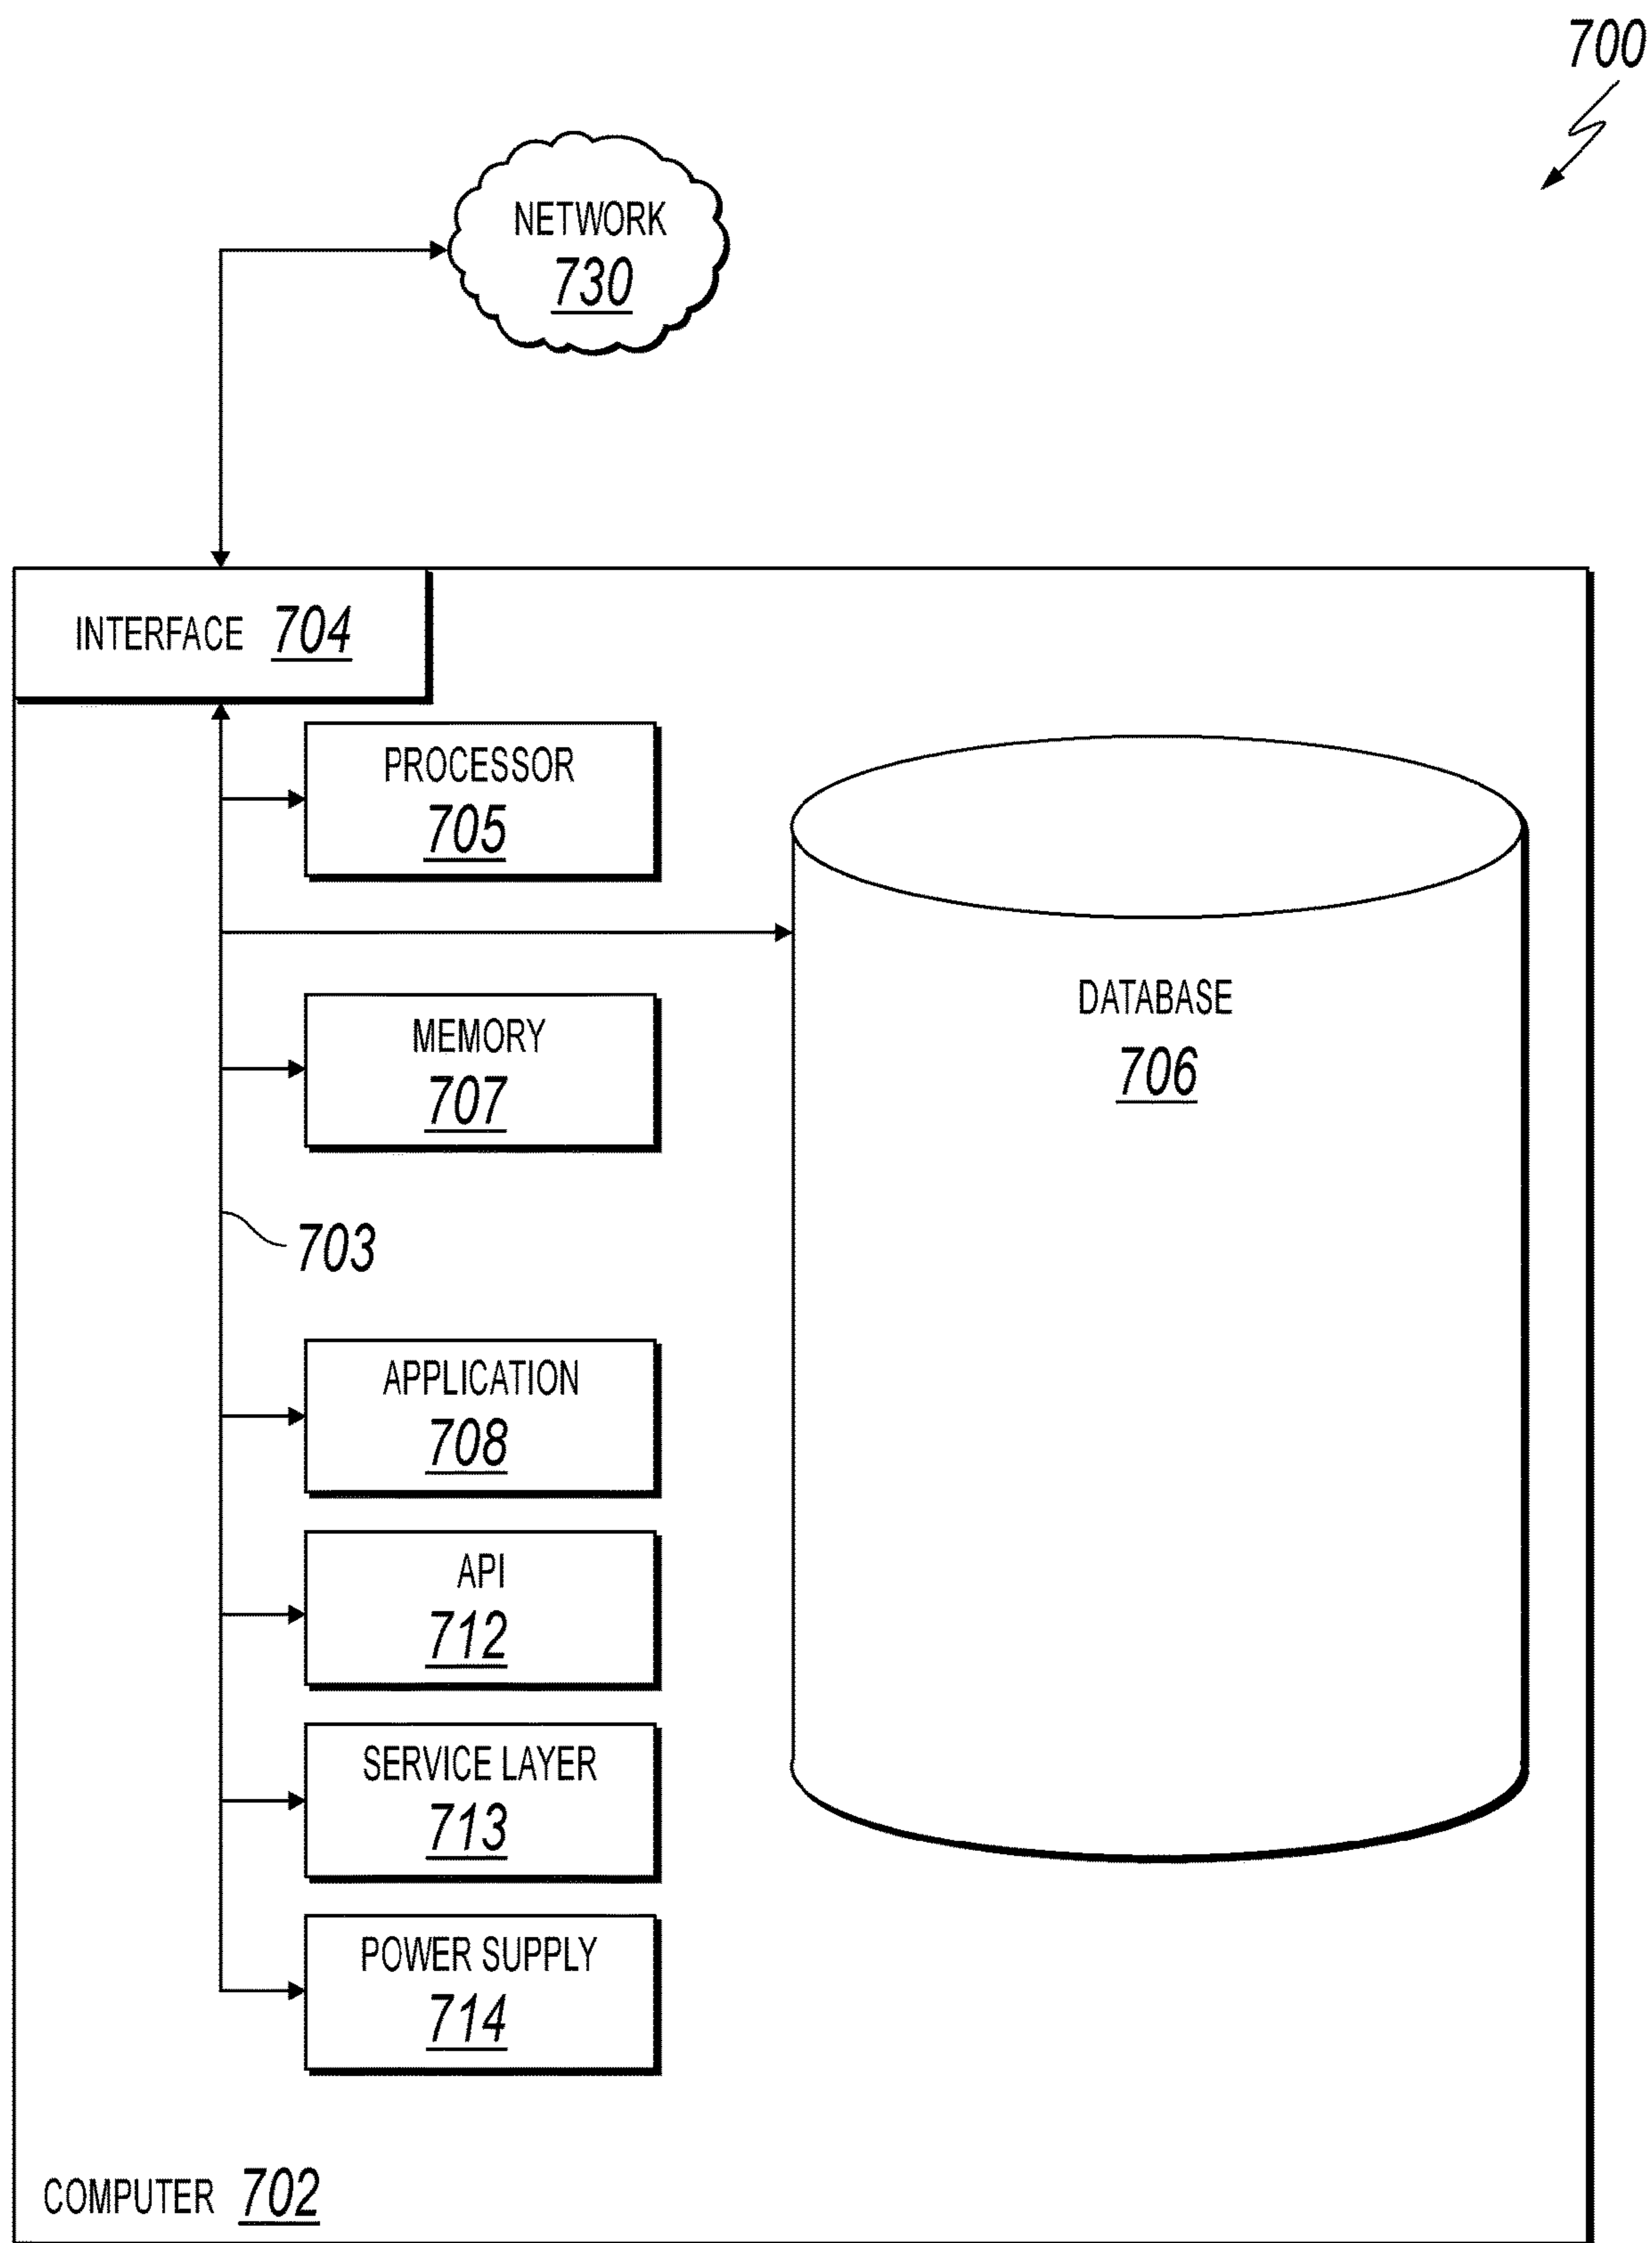 700
NETWORK
730
INTERFACE 704
PROCESSOR
705
DATABASE
706
MEMORY
707
703
APPLICATION
708
API
712
SERVICE LAYER
713
POWER SUPPLY
714
COMPUTER 702